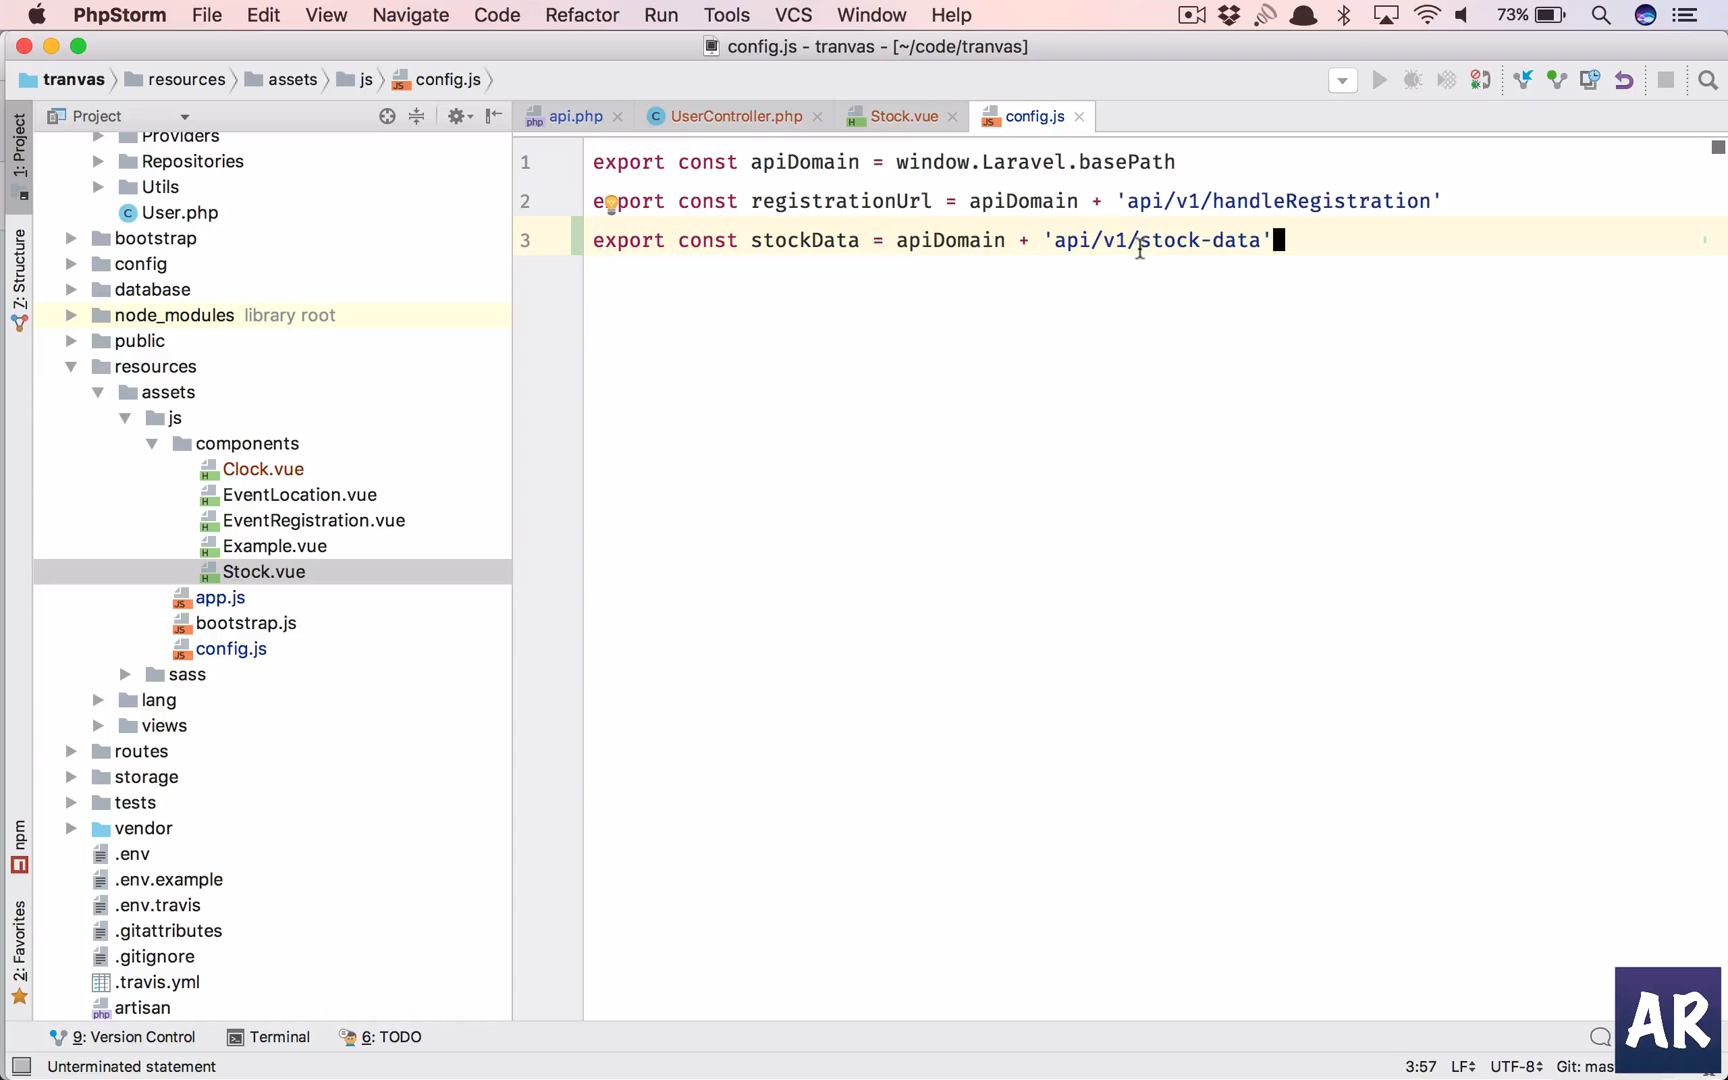 PhpStorm File Edit View Navigate Code Refactor Run Tools VCS Window Help 73%
config.js - tranvas - [~/code/tranvas]
tranvas resources assets js config.js
Project api.php UserController.php Stock.vue config.js
1: Project
Z: Structure
npm
2: Favorites
Providers
Repositories
Utils
User.php
bootstrap
config
database
node_modules library root
public
resources
assets
js
components
Clock.vue
EventLocation.vue
EventRegistration.vue
Example.vue
Stock.vue
app.js
bootstrap.js
config.js
sass
lang
views
routes
storage
tests
vendor
.env
.env.example
.env.travis
.gitattributes
.gitignore
.travis.yml
artisan
1 export const apiDomain = window.Laravel.basePath
2 export const registrationUrl = apiDomain + 'api/v1/handleRegistration'
3 export const stockData = apiDomain + 'api/v1/stock-data'
9: Version Control Terminal 6: TODO
Unterminated statement 3:57 LF UTF-8 Git: mas
AR